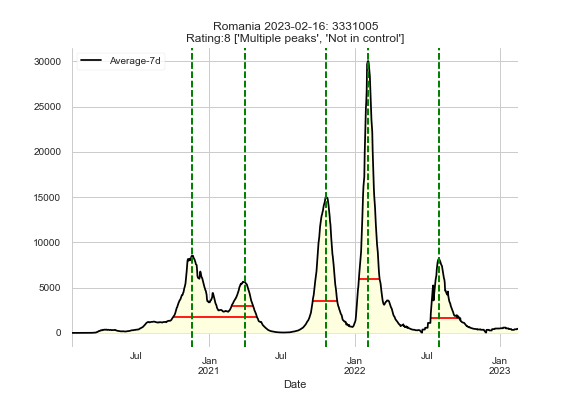 Romania 2023-02-16: 3331005
Rating:8 ['Multiple peaks', 'Not in control']
Average-7d
30000
25000
20000
15000
10000
5000
0
Jul
Jan
2021
Jul
Jan
2022
Jul
Jan
2023
Date